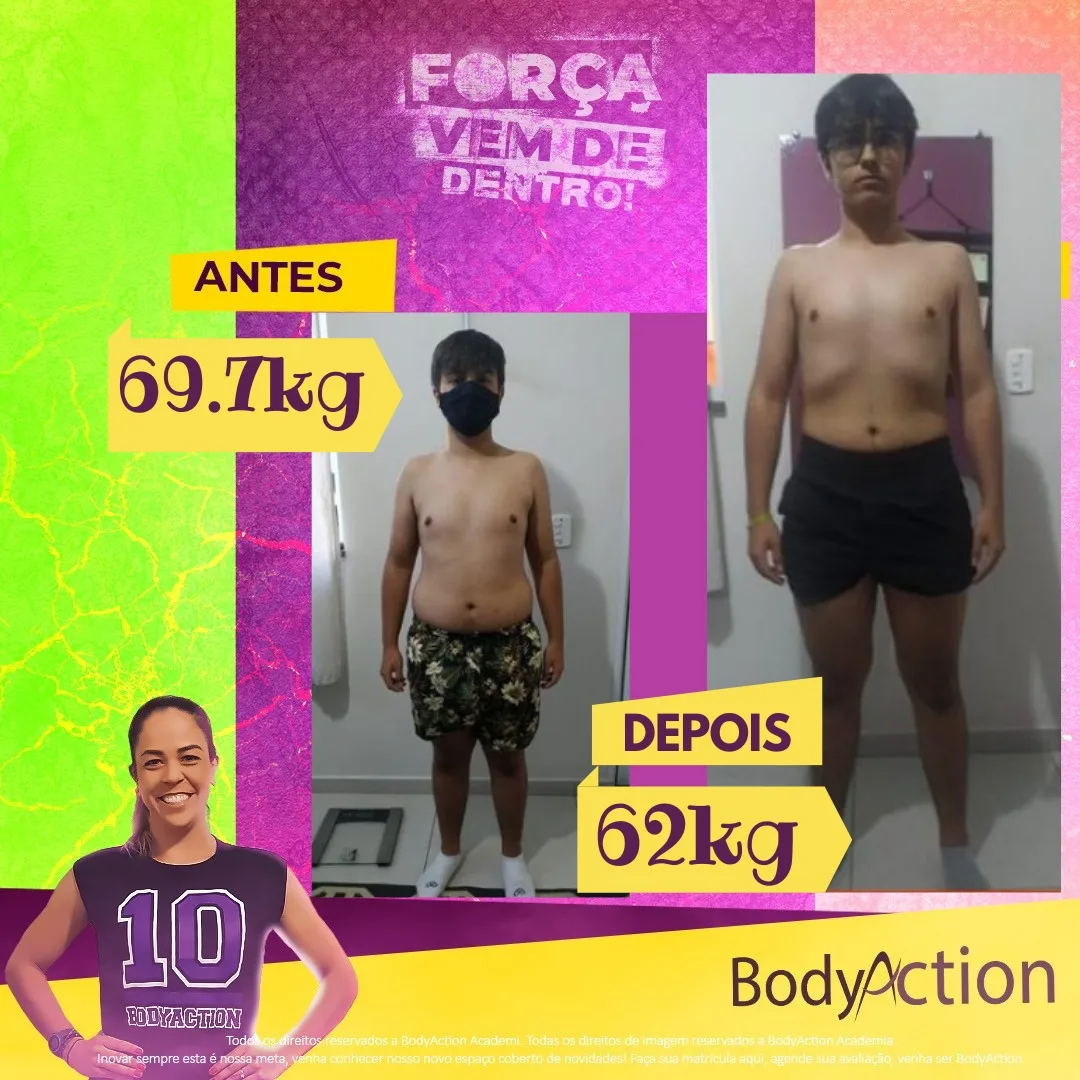 FORÇA
VEM DE
DENTRO!
ANTES
69.7kg
DEPOIS
62kg
10
BODYACTION
BodyAction
Todos os direitos reservados a BodyAction Academi. Todas os direitos de imagem reservados a BodyAction Academia
Inovar sempre esta é nossa meta, venha conhecer nosso novo espaço coberto de novidades! Faça sua matrícula aqui, agende sua avaliação, venha ser BodyAction